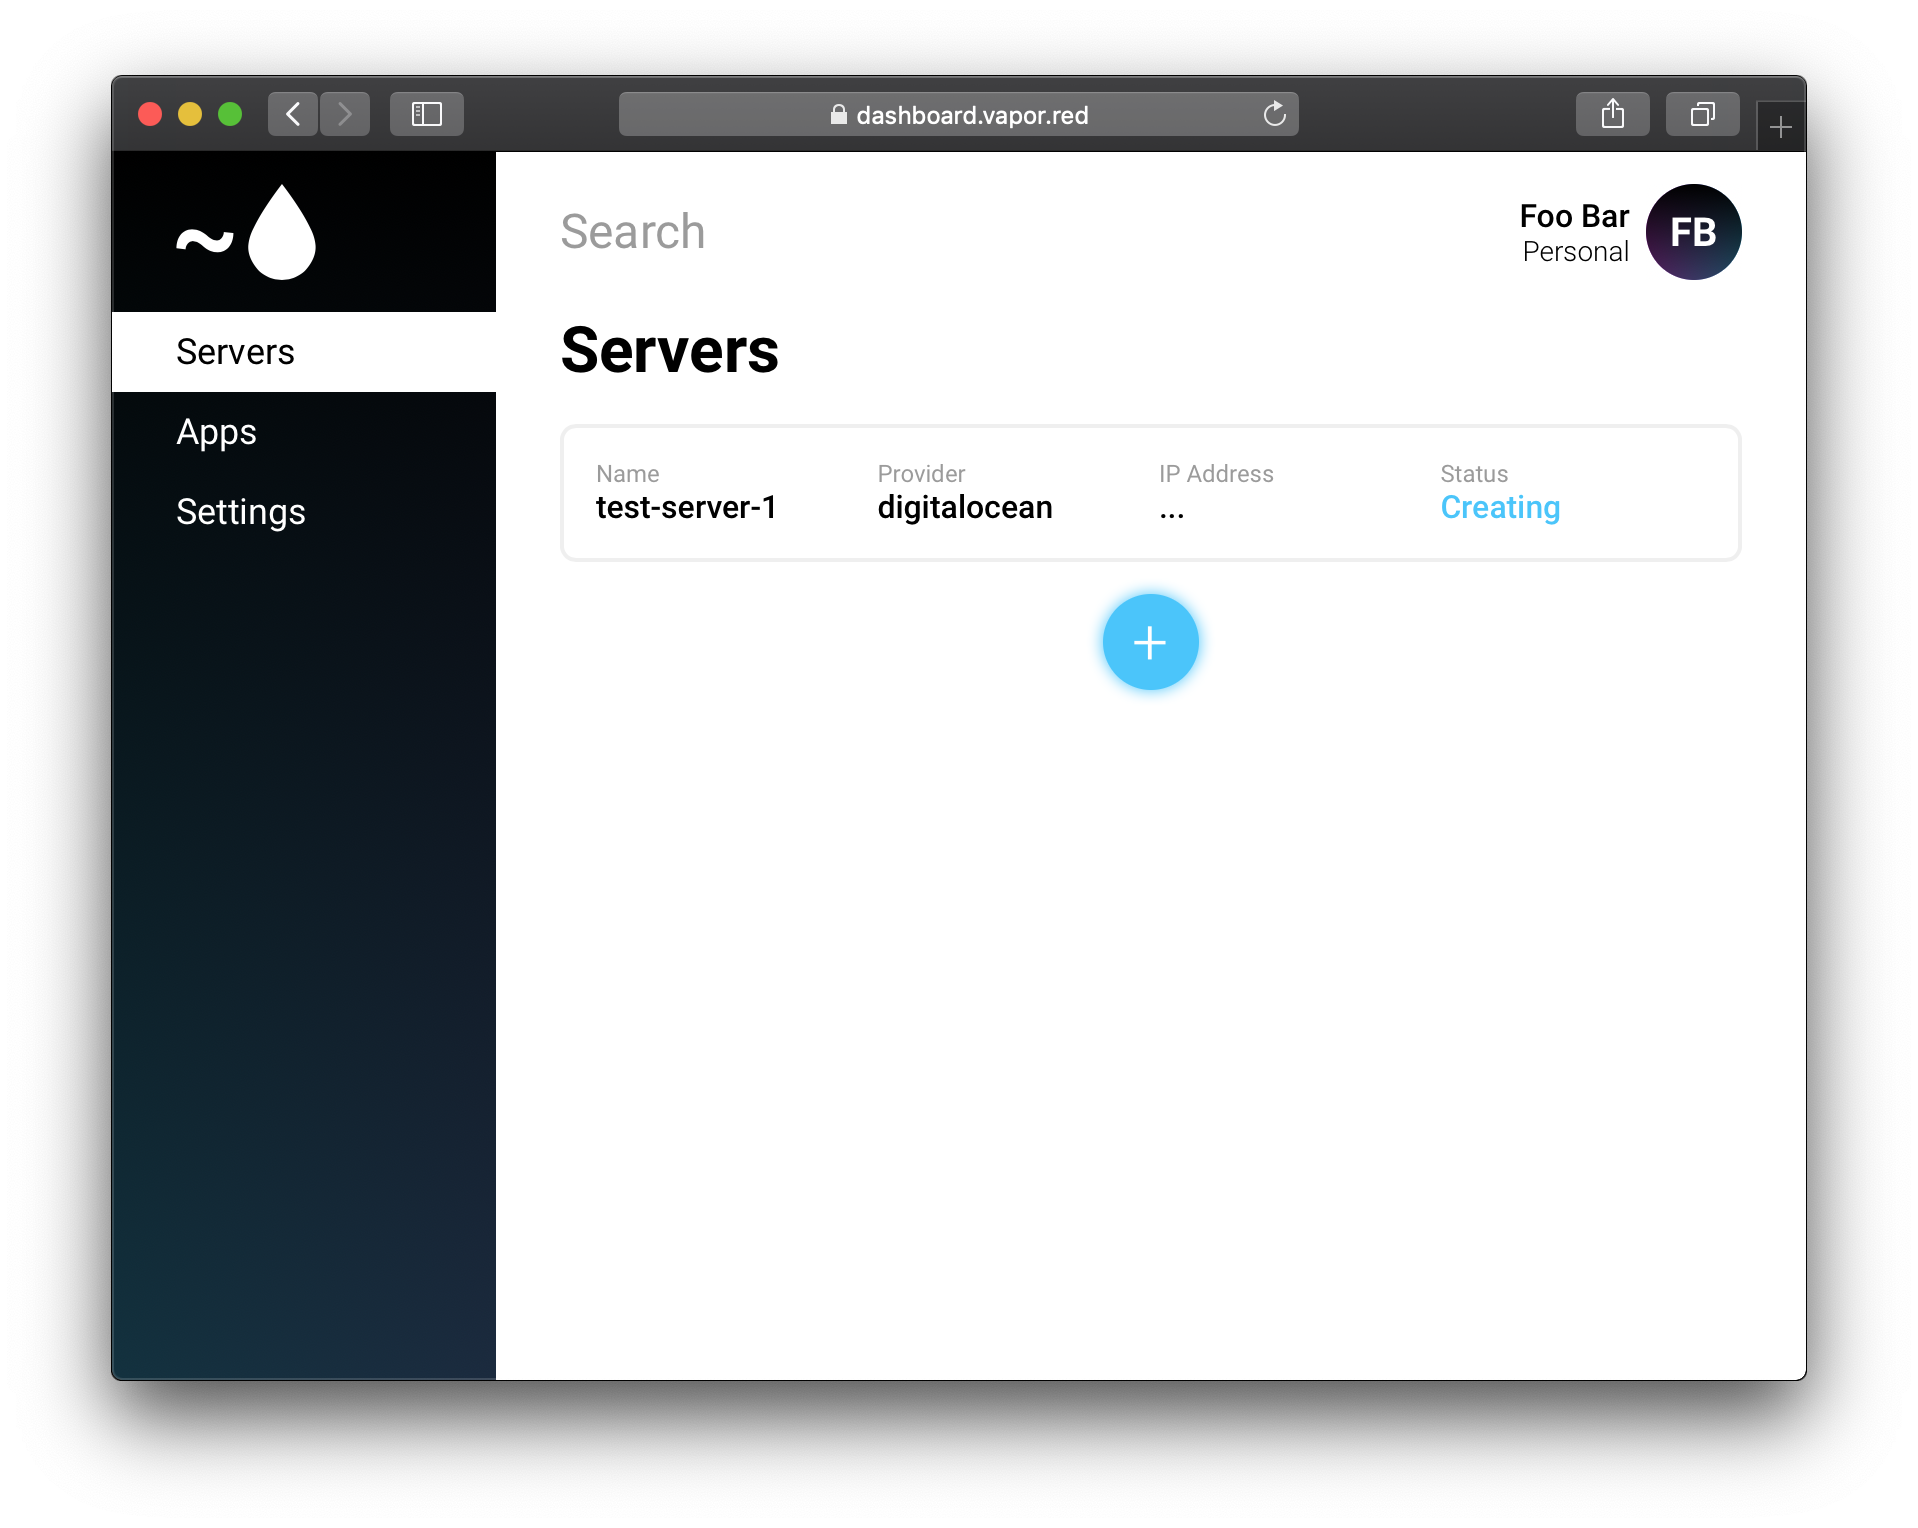 dashboard.vapor.red
Search
Foo Bar
Personal
FB
Servers
Apps
Settings
Servers
Name
test-server-1
Provider
digitalocean
IP Address
...
Status
Creating